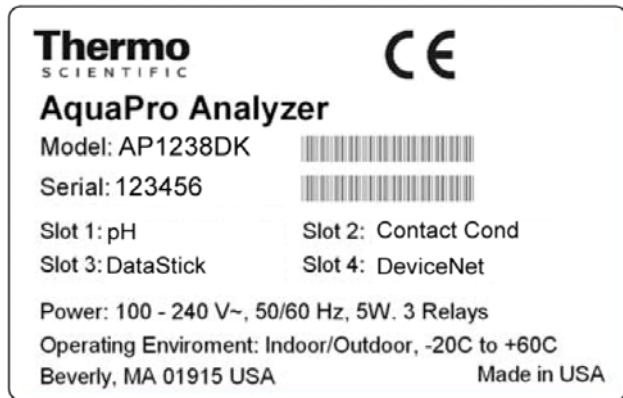 Thermo
SCIENTIFIC
CE
AquaPro Analyzer
Model: AP1238DK
Serial: 123456
Slot 1: pH Slot 2: Contact Cond
Slot 3: DataStick Slot 4: DeviceNet
Power: 100 - 240 V~, 50/60 Hz, 5W. 3 Relays
Operating Enviroment: Indoor/Outdoor, -20C to +60C
Beverly, MA 01915 USA Made in USA